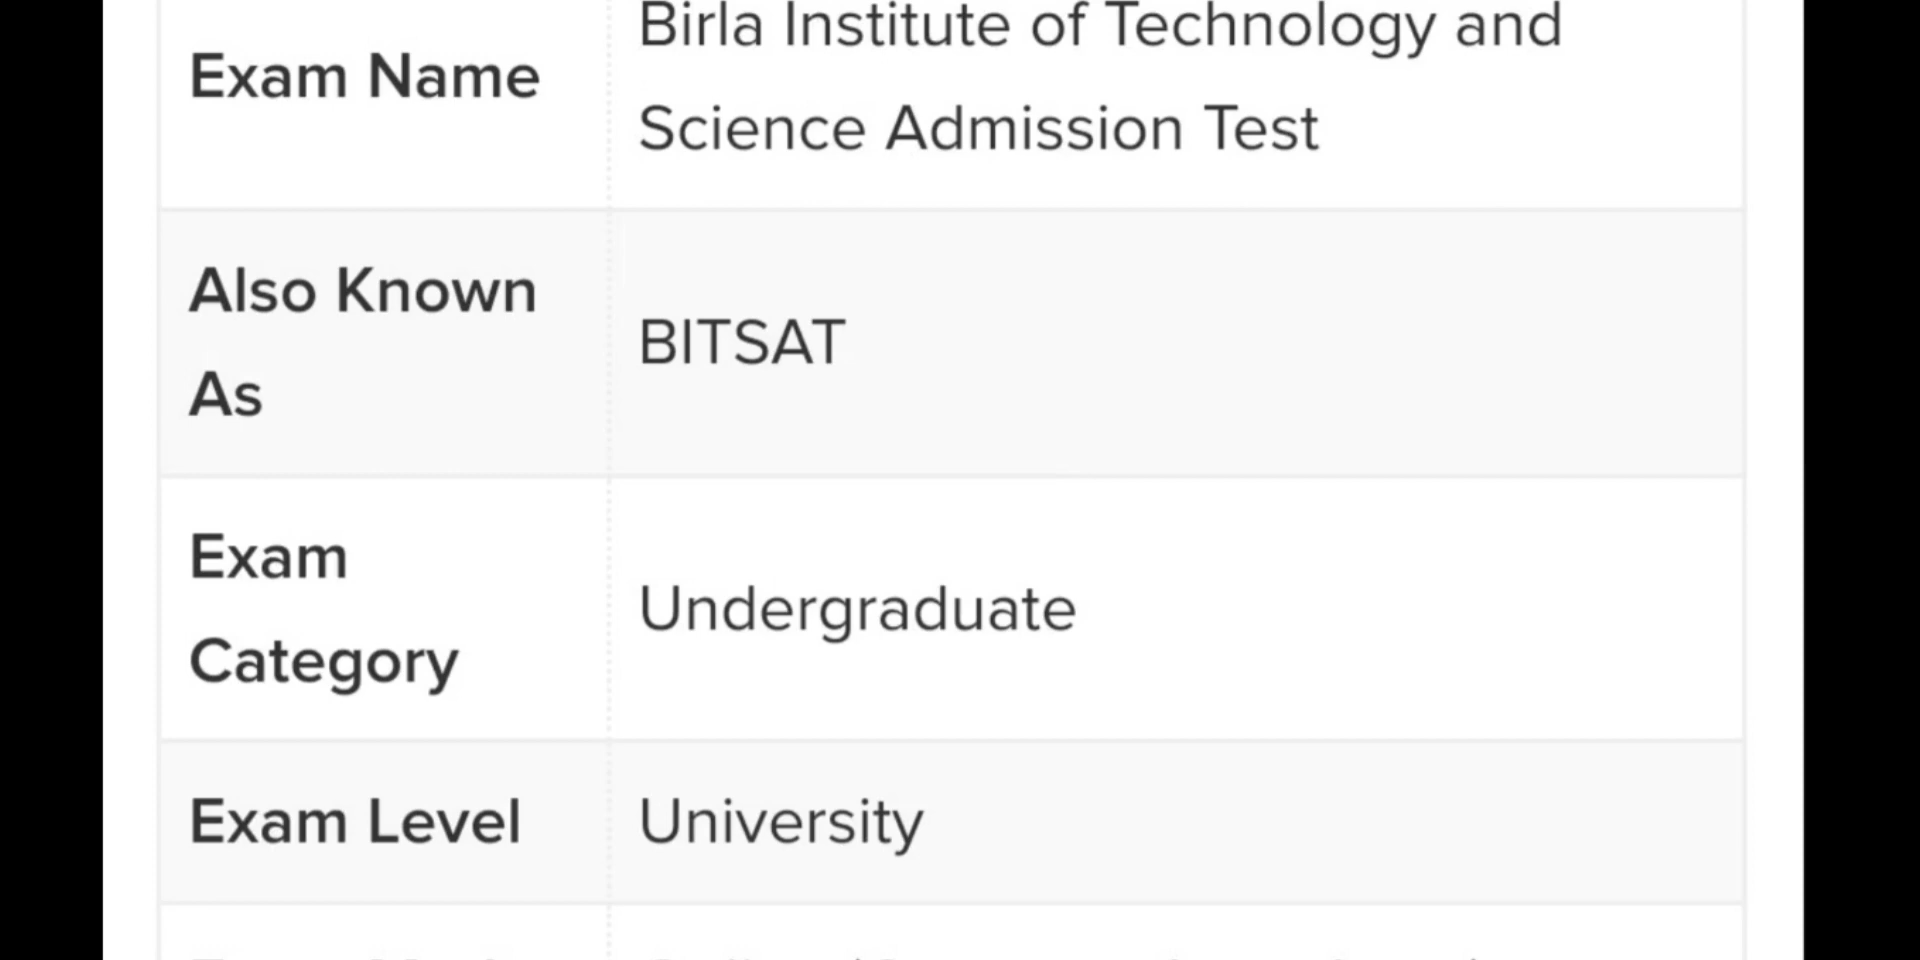 Exam Name
Birla Institute of Technology and
Science Admission Test
Also Known
As
BITSAT
Exam
Category
Undergraduate
Exam Level
University